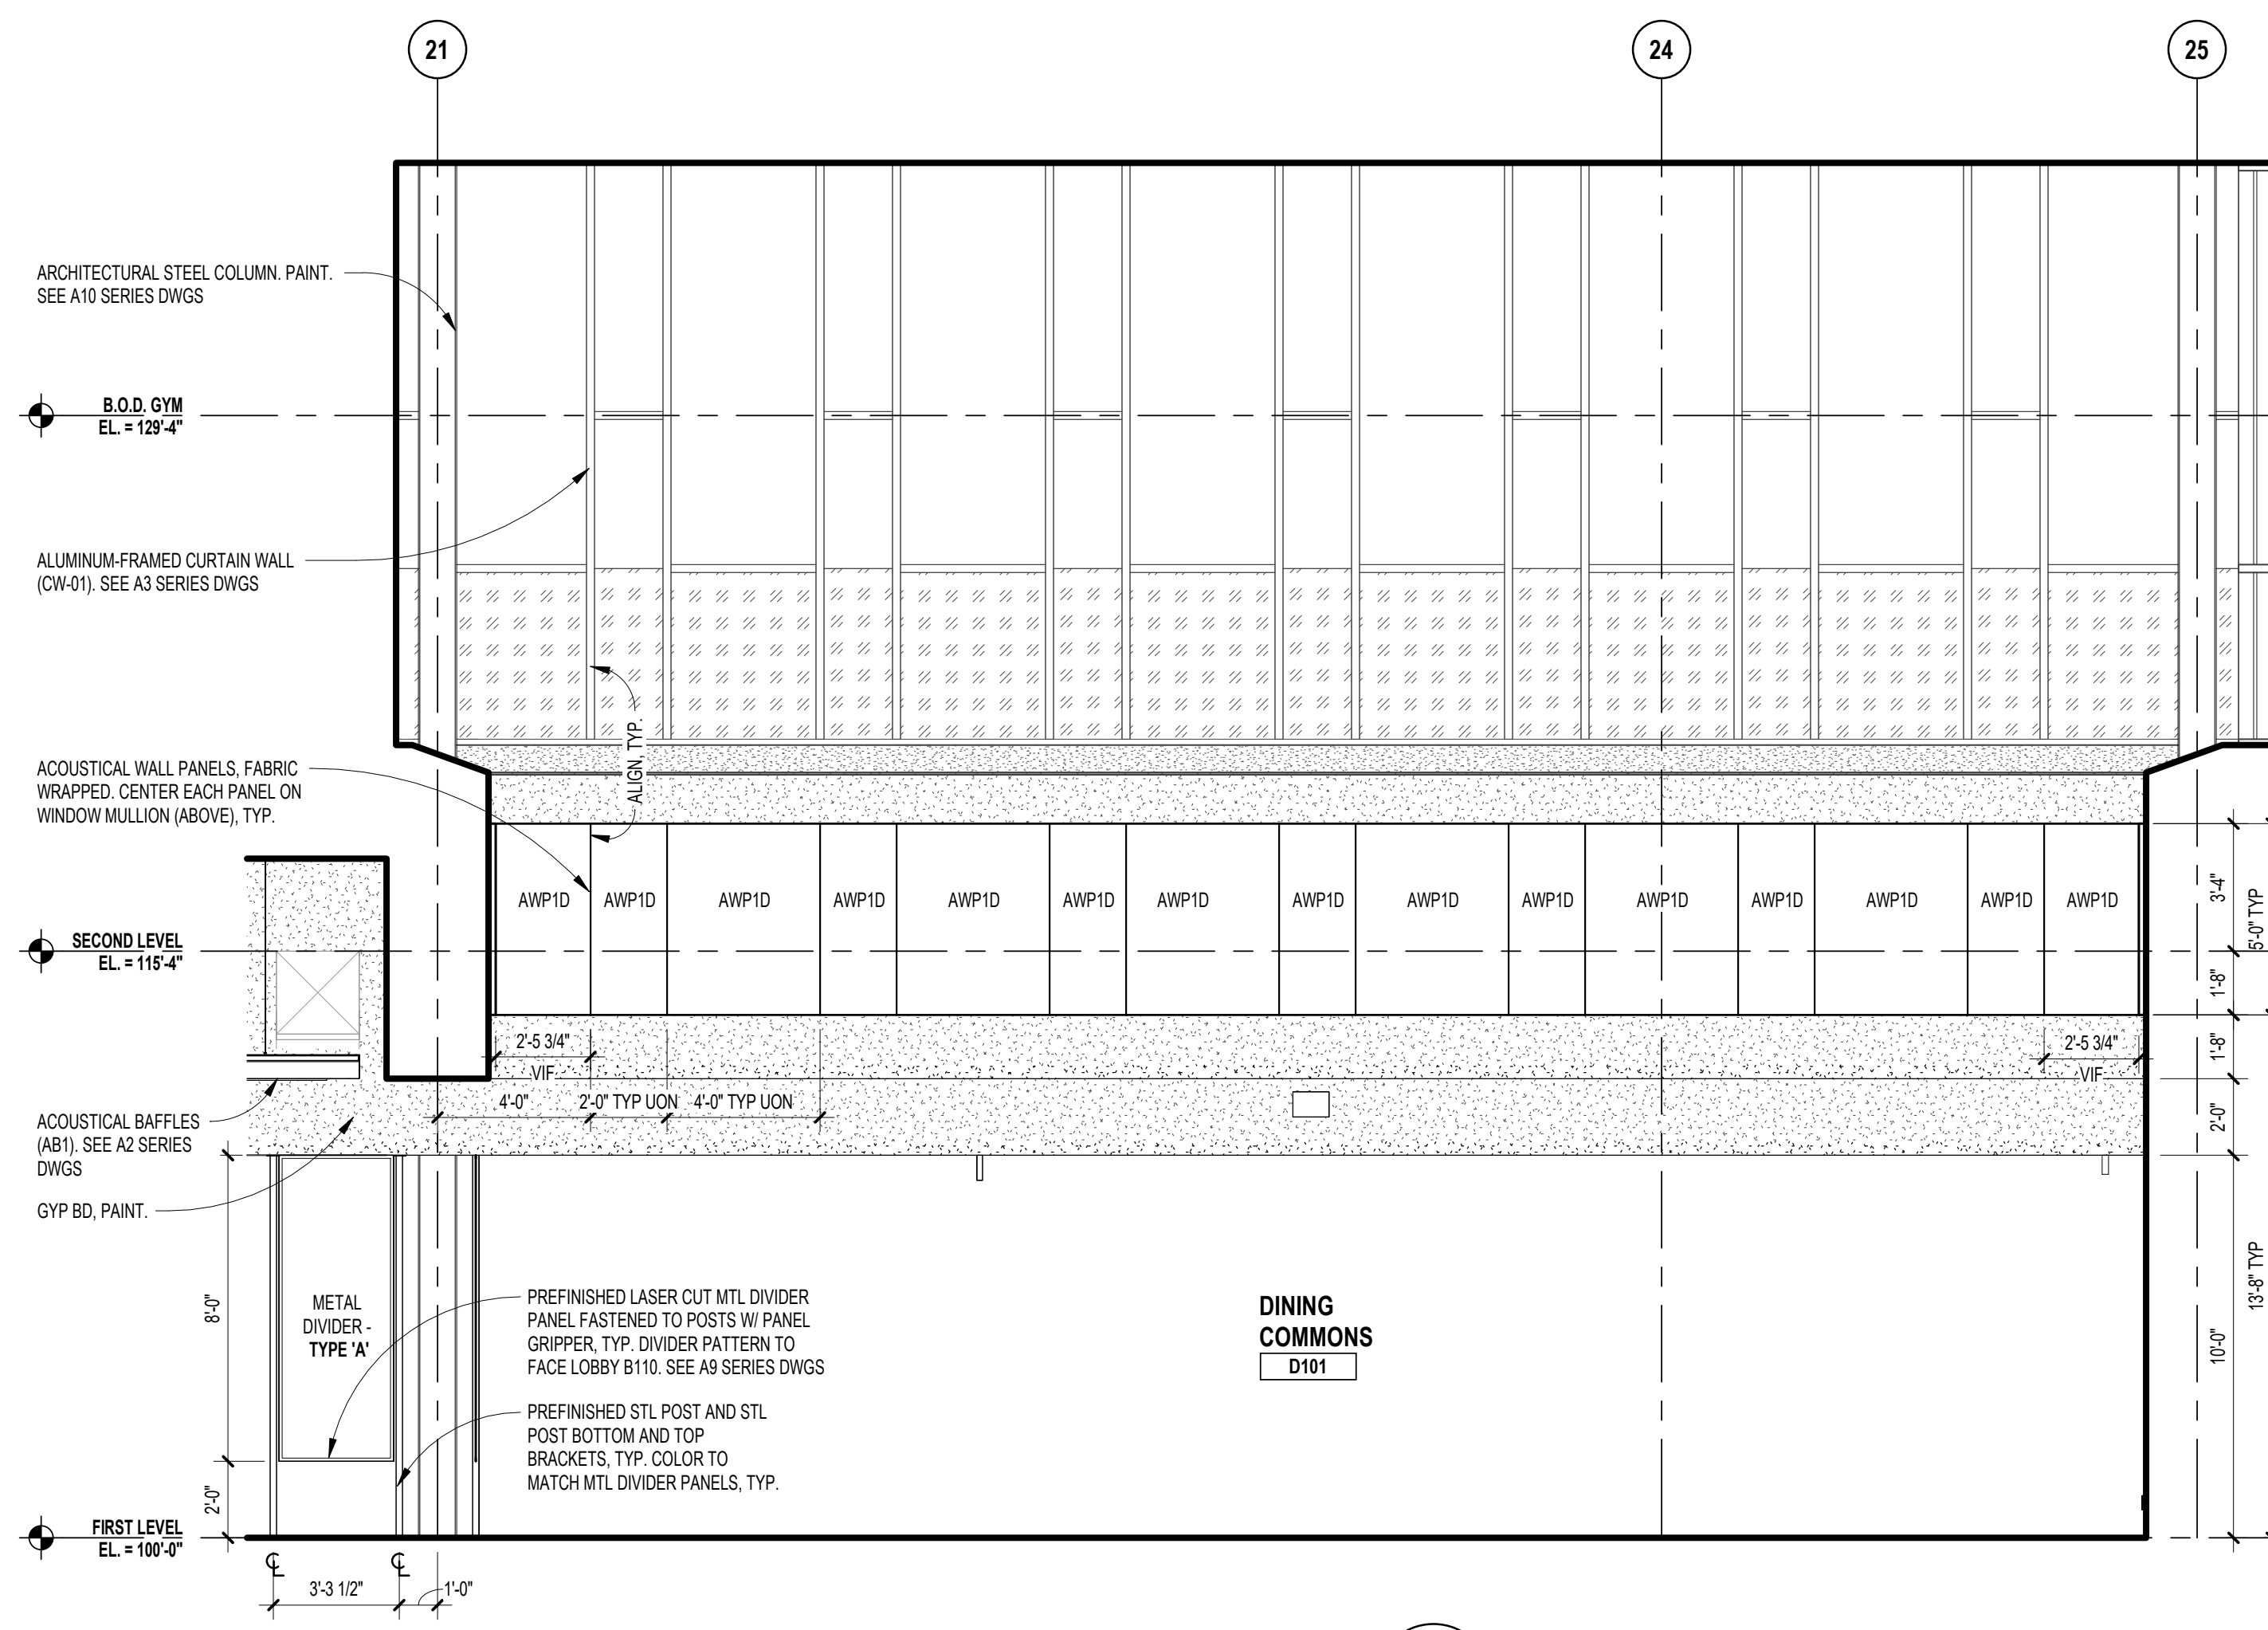 21
24
25
ARCHITECTURAL STEEL COLUMN. PAINT.
SEE A10 SERIES DWGS
B.O.D. GYM
EL. = 129'-4"
ALUMINUM-FRAMED CURTAIN WALL
(CW-01). SEE A3 SERIES DWGS
ALIGN, TYP.
ACOUSTICAL WALL PANELS, FABRIC
WRAPPED. CENTER EACH PANEL ON
WINDOW MULLION (ABOVE), TYP.
AWP1D AWP1D AWP1D AWP1D AWP1D AWP1D AWP1D AWP1D AWP1D AWP1D AWP1D AWP1D AWP1D AWP1D AWP1D
3'-4"
5'-0" TYP
SECOND LEVEL
EL. = 115'-4"
1'-8"
2'-5 3/4"
VIF
2'-5 3/4"
VIF
1'-8"
4'-0" 2'-0" TYP UON 4'-0" TYP UON
2'-0"
ACOUSTICAL BAFFLES
(AB1). SEE A2 SERIES
DWGS
GYP BD, PAINT.
8'-0"
METAL
DIVIDER -
TYPE 'A'
PREFINISHED LASER CUT MTL DIVIDER
PANEL FASTENED TO POSTS W/ PANEL
GRIPPER, TYP. DIVIDER PATTERN TO
FACE LOBBY B110. SEE A9 SERIES DWGS
DINING
COMMONS
D101
13'-8" TYP
10'-0"
PREFINISHED STL POST AND STL
POST BOTTOM AND TOP
BRACKETS, TYP. COLOR TO
MATCH MTL DIVIDER PANELS, TYP.
2'-0"
FIRST LEVEL
EL. = 100'-0"
℄ ℄
3'-3 1/2" 1'-0"